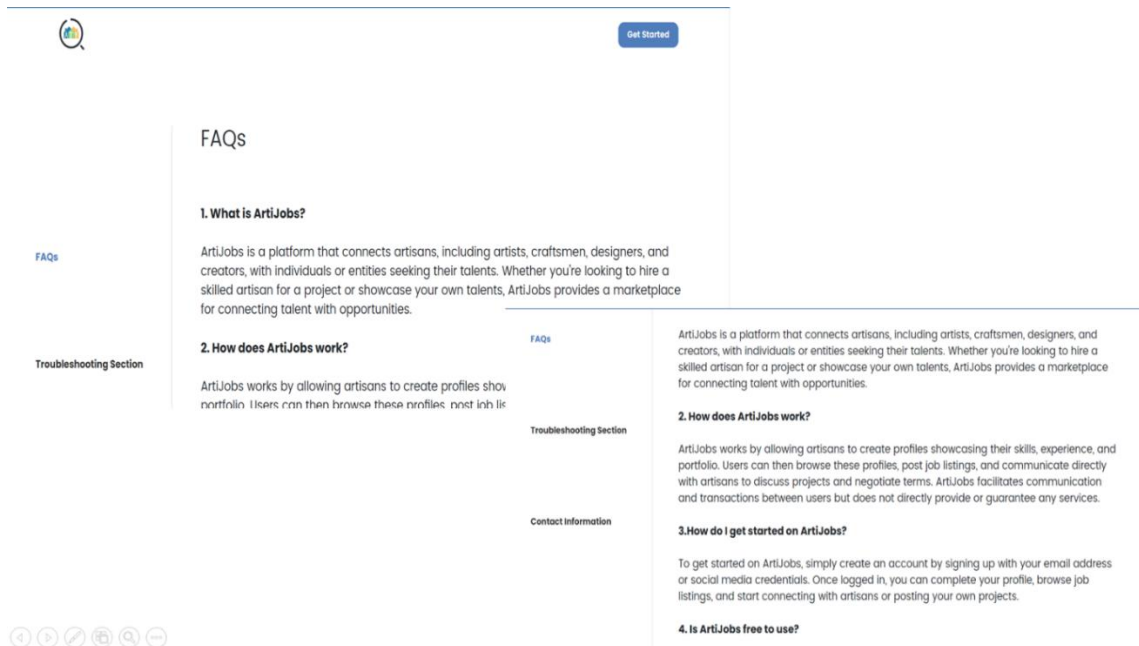 Get Started
FAQs
1. What is ArtiJobs?
FAQs
ArtiJobs is a platform that connects artisans, including artists, craftsmen, designers, and
creators, with individuals or entities seeking their talents. Whether you're looking to hire a
skilled artisan for a project or showcase your own talents, ArtiJobs provides a marketplace
for connecting talent with opportunities.
2. How does ArtiJobs work?
Troubleshooting Section
ArtiJobs works by allowing artisans to create profiles
portfolio. Users can then browse these profiles, post job
FAQs
ArtiJobs is a platform that connects artisans, including artists, craftsmen, designers, and
creators, with individuals or entities seeking their talents. Whether you're looking to hire a
skilled artisan for a project or showcase your own talents, ArtiJobs provides a marketplace
for connecting talent with opportunities.
2. How does ArtiJobs work?
Troubleshooting Section
ArtiJobs works by allowing artisans to create profiles showcasing their skills, experience, and
portfolio. Users can then browse these profiles, post job listings, and communicate directly
with artisans to discuss projects and negotiate terms. ArtiJobs facilitates communication
and transactions between users but does not directly provide or guarantee any services.
Contact Information
3.How do I get started on ArtiJobs?
To get started on ArtiJobs, simply create an account by signing up with your email address
or social media credentials. Once logged in, you can complete your profile, browse job
listings, and start connecting with artisans or posting your own projects.
4. Is ArtiJobs free to use?